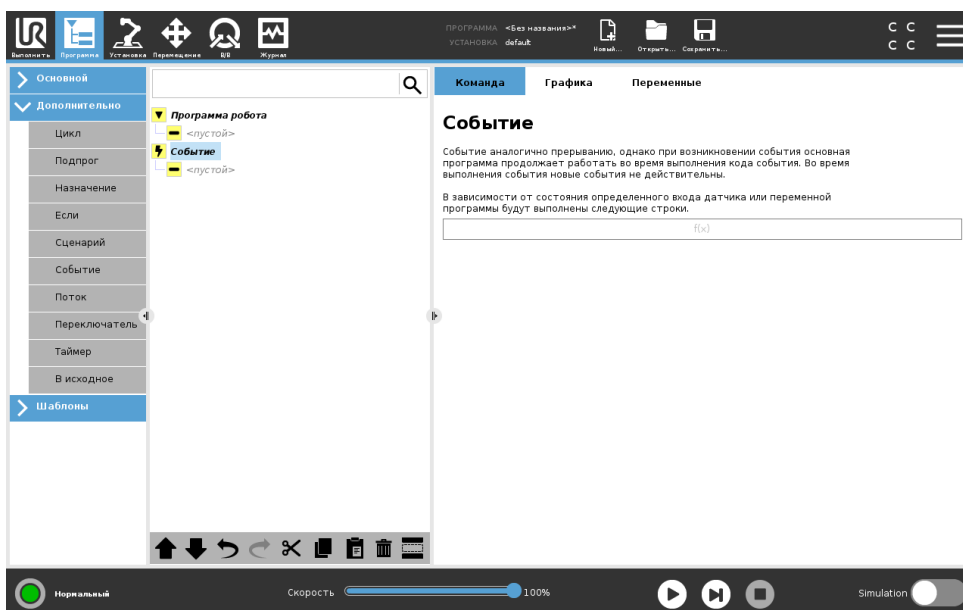 UR
Выполнить
Программа
Установка
Перемещение
В/В
Журнал
ПРОГРАММА <Без названия>*
УСТАНОВКА default
Новый...
Открыть...
Сохранить...
C C
C C
Основной
Дополнительно
Цикл
Подпрог
Назначение
Если
Сценарий
Событие
Поток
Переключатель
Таймер
В исходное
Шаблоны
Программа робота
<пустой>
Событие
<пустой>
Команда
Графика
Переменные
Событие
Событие аналогично прерыванию, однако при возникновении события основная
программа продолжает работать во время выполнения кода события. Во время
выполнения события новые события не действительны.
В зависимости от состояния определенного входа датчика или переменной
программы будут выполнены следующие строки.
f(x)
Нормальный
Скорость
100%
Simulation